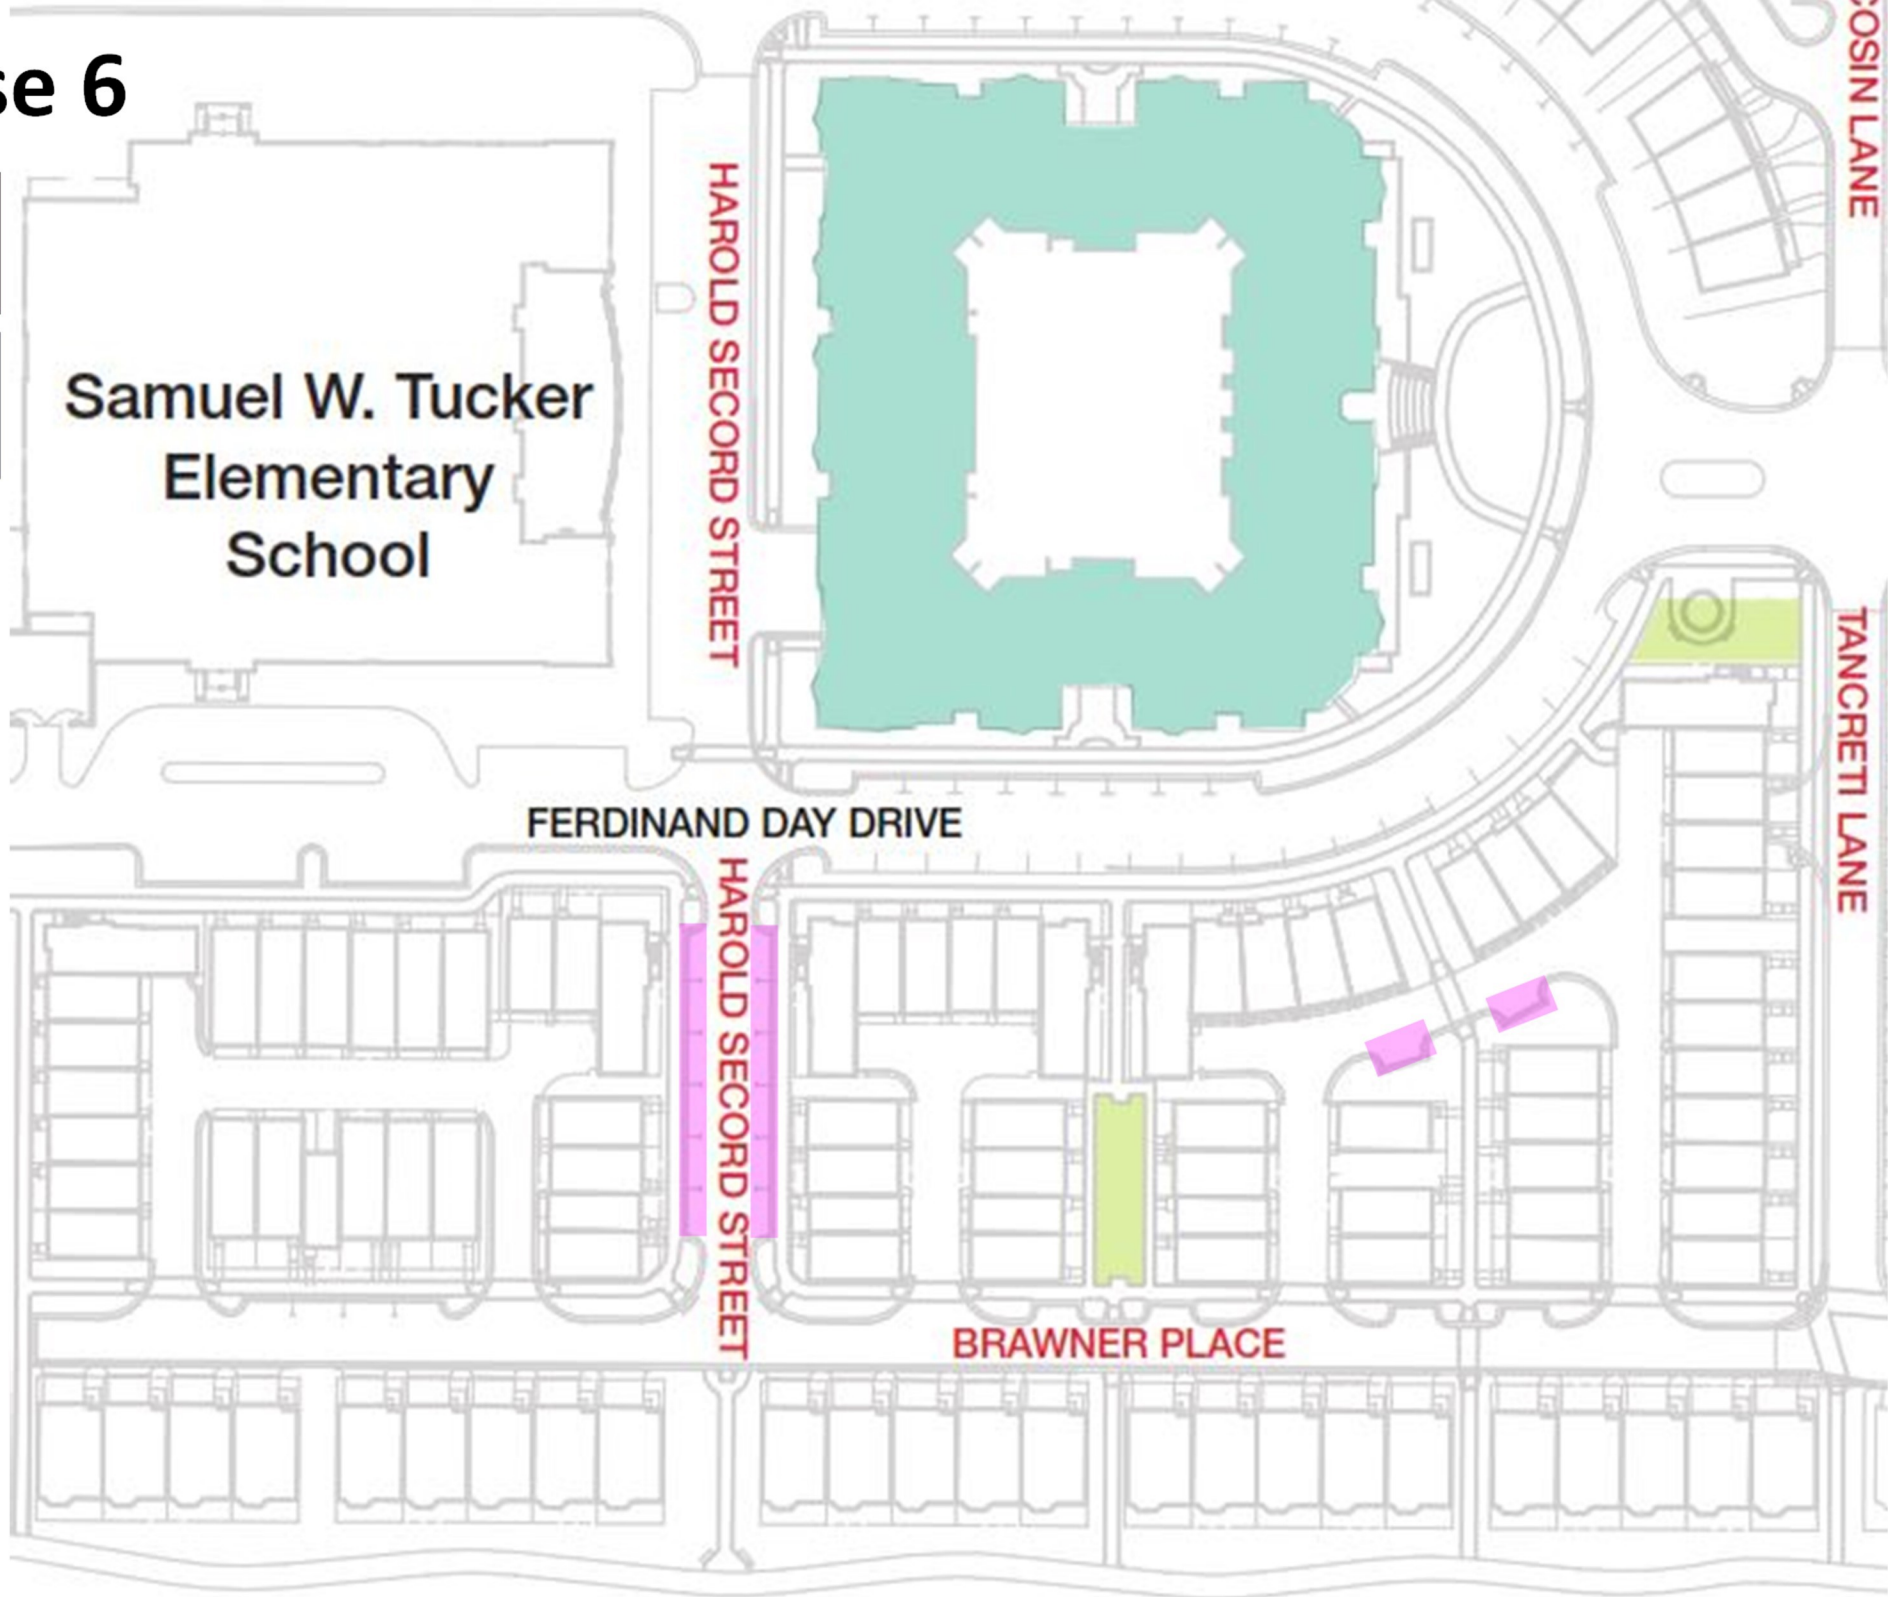 se 6
COSIN LANE
HAROLD SECORD STREET
Samuel W. Tucker
Elementary
School
TANCRETI LANE
FERDINAND DAY DRIVE
HAROLD SECORD STREET
BRAWNER PLACE